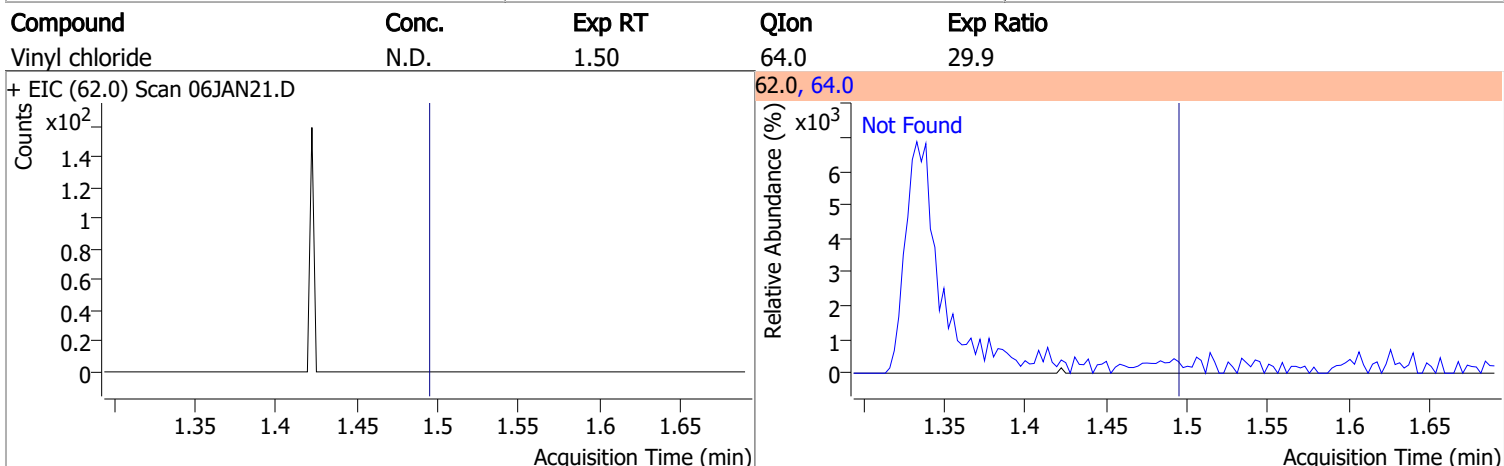 Compound Conc. Exp RT QIon Exp Ratio
Vinyl chloride N.D. 1.50 64.0 29.9
+ EIC (62.0) Scan 06JAN21.D
Counts
x10²
1.4
1.2
1
0.8
0.6
0.4
0.2
0
1.35 1.4 1.45 1.5 1.55 1.6 1.65
Acquisition Time (min)
62.0, 64.0
Relative Abundance (%)
x10³
Not Found
6
5
4
3
2
1
0
1.35 1.4 1.45 1.5 1.55 1.6 1.65
Acquisition Time (min)